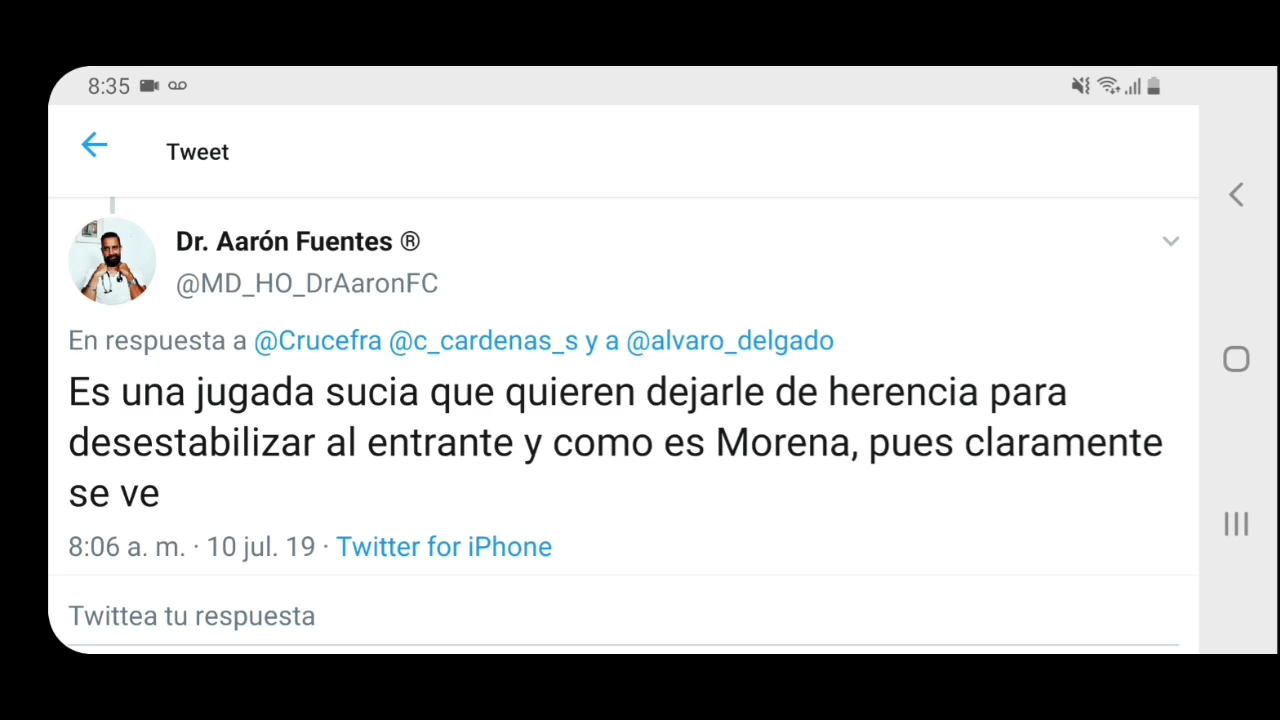 8:35
Tweet
Dr. Aarón Fuentes ®
@MD_HO_DrAaronFC
En respuesta a @Crucefra @c_cardenas_s y a @alvaro_delgado
Es una jugada sucia que quieren dejarle de herencia para
desestabilizar al entrante y como es Morena, pues claramente
se ve
8:06 a. m. · 10 jul. 19 · Twitter for iPhone
Twittea tu respuesta